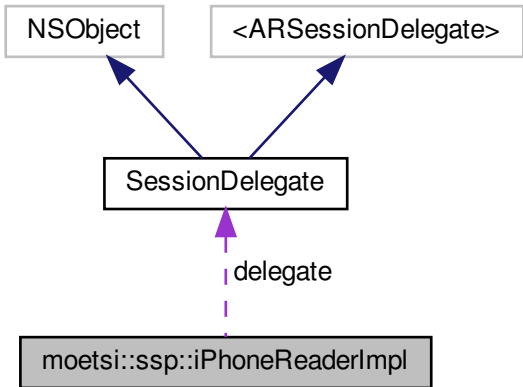 NSObject
<ARSessionDelegate>
SessionDelegate
delegate
moetsi::ssp::iPhoneReaderImpl